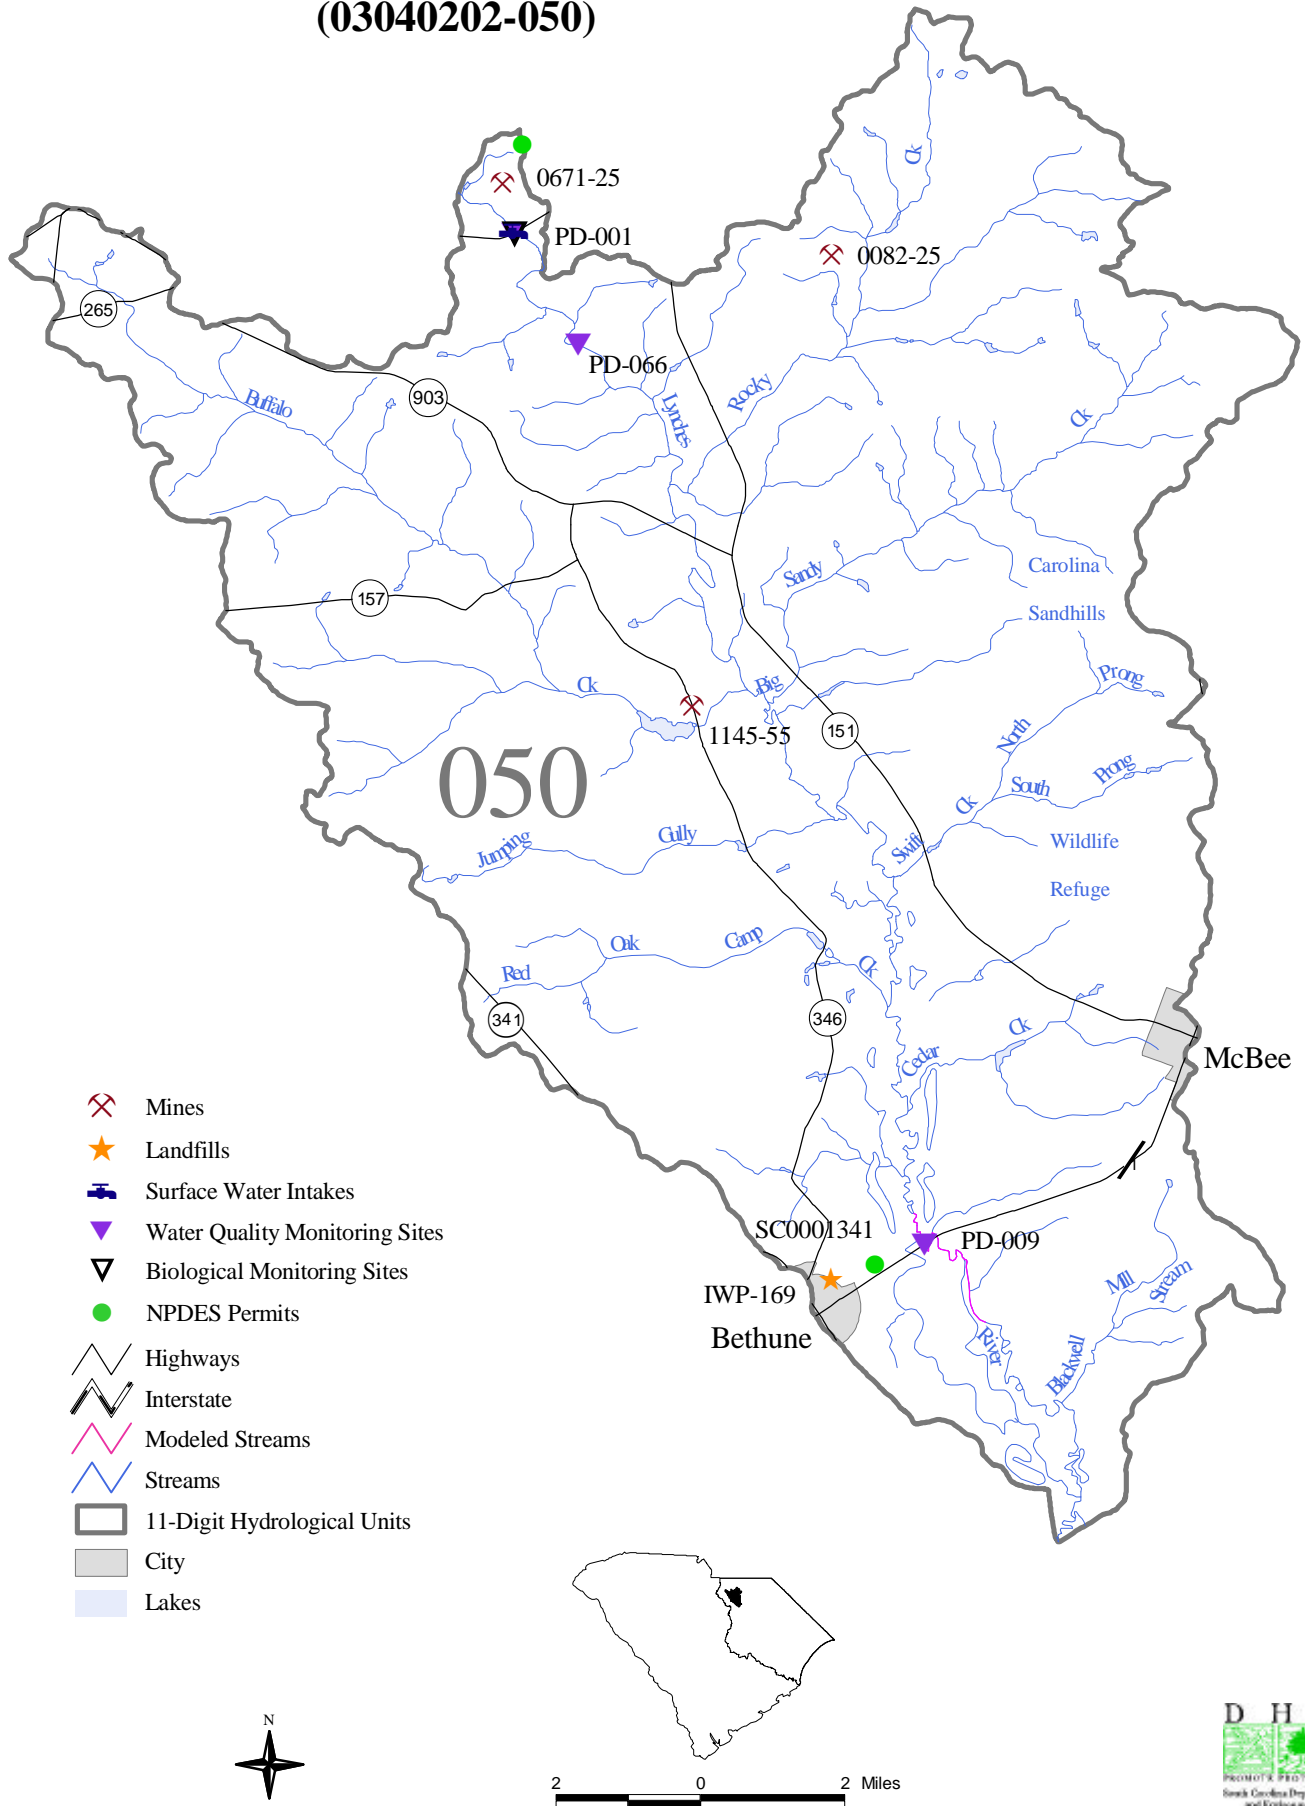 (03040202-050)
Ck
0671-25
PD-001
0082-25
265
PD-066
903
Buffalo
Lynches
Rocky
Ck
Sandy
Carolina
157
Sandhills
Ck
Big
Prong
1145-55
151
North
050
South
Prong
Ck
Jumping
Gully
Swift
Wildlife
Refuge
Oak
Camp
Red
Ck
341
346
Ck
Cedar
McBee
Mines
Landfills
Surface Water Intakes
Water Quality Monitoring Sites
Biological Monitoring Sites
NPDES Permits
Highways
Interstate
Modeled Streams
Streams
11-Digit Hydrological Units
City
Lakes
SC0001341
PD-009
IWP-169
Bethune
Mill
Stream
River
Blackwell
N
2 0 2 Miles
D H